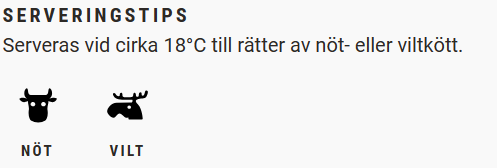 SERVERINGSTIPS
Serveras vid cirka 18°C till rätter av nöt- eller viltkött.
NÖT VILT